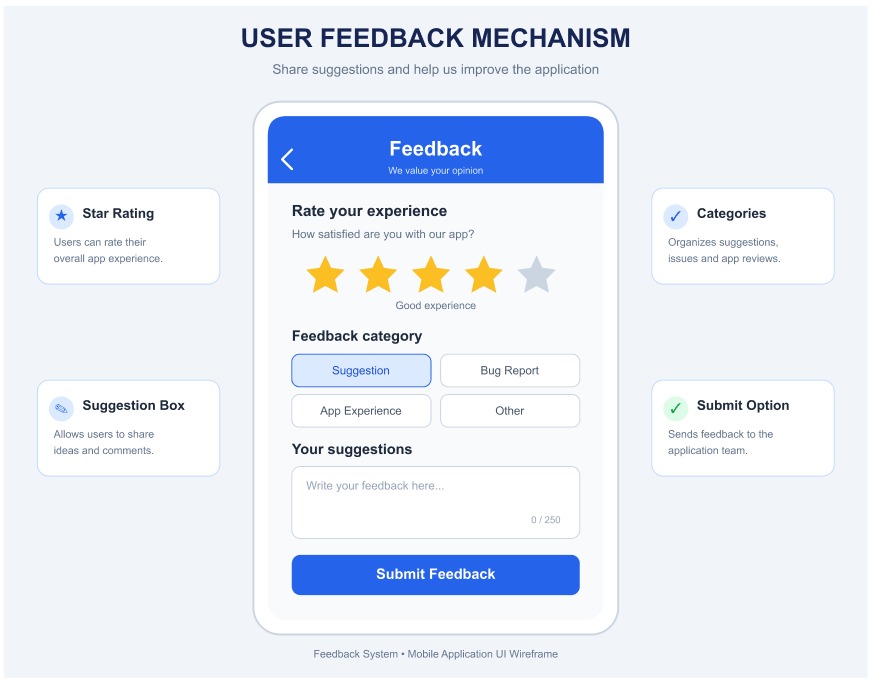 USER FEEDBACK MECHANISM
Share suggestions and help us improve the application
Feedback
We value your opinion
Star Rating
Users can rate their
overall app experience.
Suggestion Box
Allows users to share
ideas and comments.
Rate your experience
How satisfied are you with our app?
Good experience
Feedback category
Suggestion
Bug Report
App Experience
Other
Your suggestions
Write your feedback here...
0 / 250
Submit Feedback
Categories
Organizes suggestions,
issues and app reviews.
Submit Option
Sends feedback to the
application team.
Feedback System • Mobile Application UI Wireframe